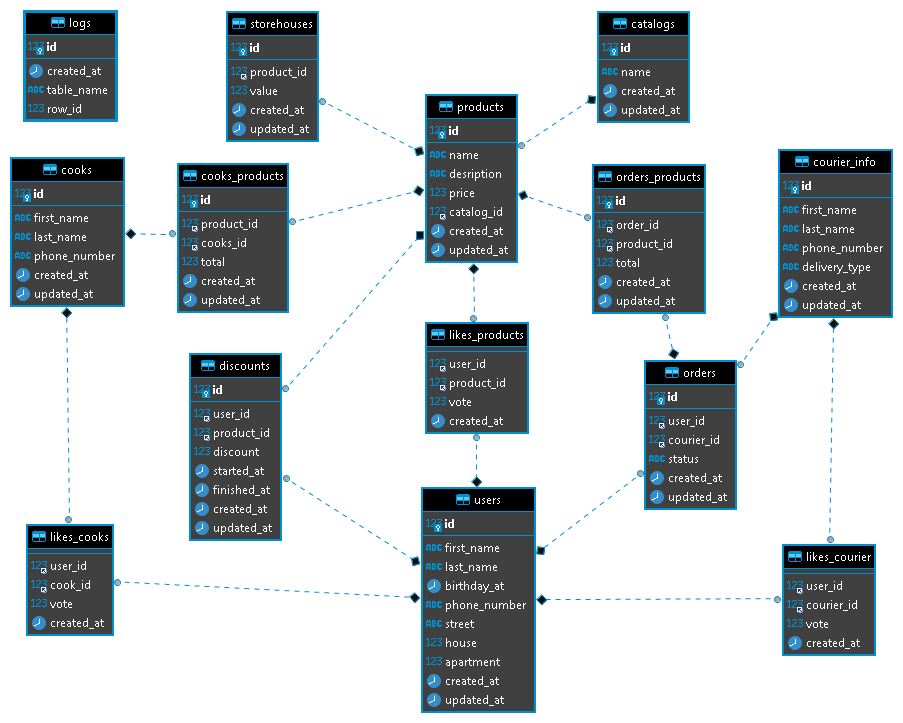 logs
123 id
created_at
ABC table_name
123 row_id
storehouses
123 id
123 product_id
123 value
created_at
updated_at
catalogs
123 id
ABC name
created_at
updated_at
products
123 id
ABC name
ABC desription
123 price
123 catalog_id
created_at
updated_at
cooks
123 id
ABC first_name
ABC last_name
ABC phone_number
created_at
updated_at
cooks_products
123 id
123 product_id
123 cooks_id
123 total
created_at
updated_at
orders_products
123 id
123 order_id
123 product_id
123 total
created_at
updated_at
courier_info
123 id
ABC first_name
ABC last_name
ABC phone_number
ABC delivery_type
created_at
updated_at
discounts
123 id
123 user_id
123 product_id
123 discount
started_at
finished_at
created_at
updated_at
likes_products
123 user_id
123 product_id
123 vote
created_at
orders
123 id
123 user_id
123 courier_id
ABC status
created_at
updated_at
likes_cooks
123 user_id
123 cook_id
123 vote
created_at
users
123 id
ABC first_name
ABC last_name
birthday_at
ABC phone_number
ABC street
123 house
123 apartment
created_at
updated_at
likes_courier
123 user_id
123 courier_id
123 vote
created_at